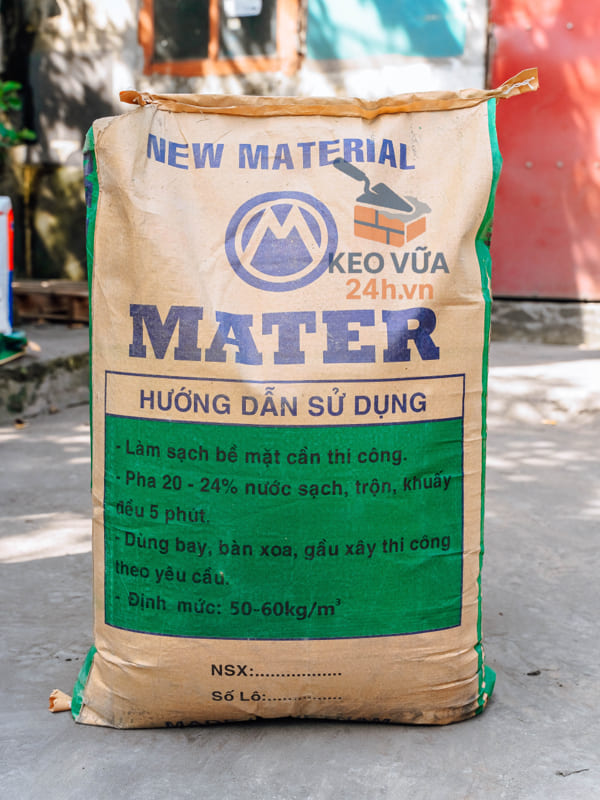 NEW MATERIAL
KEO VỮA
24h.vn
MATER
HƯỚNG DẪN SỬ DỤNG
- Làm sạch bề mặt cần thi công.
- Pha 20 - 24% nước sạch, trộn, khuấy
đều 5 phút.
- Dùng bay, bàn xoa, gầu xây thi công
theo yêu cầu.
- Định mức: 50-60kg/m³
NSX:..................
Số Lô:...............